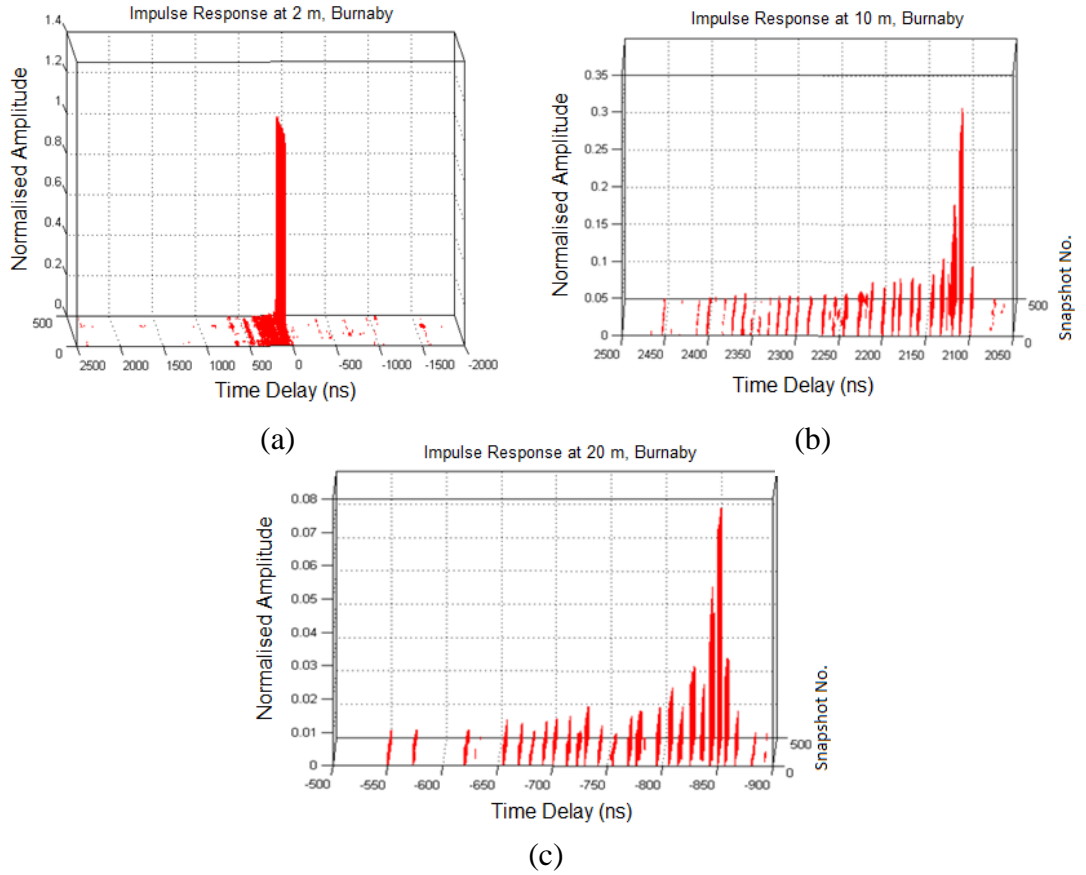 Impulse Response at 2 m, Burnaby
1.4
1.2
1
0.8
0.6
0.4
0.2
0
500
0
Normalised Amplitude
2500 2000 1500 1000 500 0 -500 -1000 -1500 -2000
Time Delay (ns)
(a)
Impulse Response at 10 m, Burnaby
0.35
0.3
0.25
0.2
0.15
0.1
0.05
0
Normalised Amplitude
2500 2450 2400 2350 2300 2250 2200 2150 2100 2050
Time Delay (ns)
500
0
Snapshot No.
(b)
Impulse Response at 20 m, Burnaby
0.08
0.07
0.06
0.05
0.04
0.03
0.02
0.01
0
Normalised Amplitude
-500 -550 -600 -650 -700 -750 -800 -850 -900
Time Delay (ns)
500
0
Snapshot No.
(c)